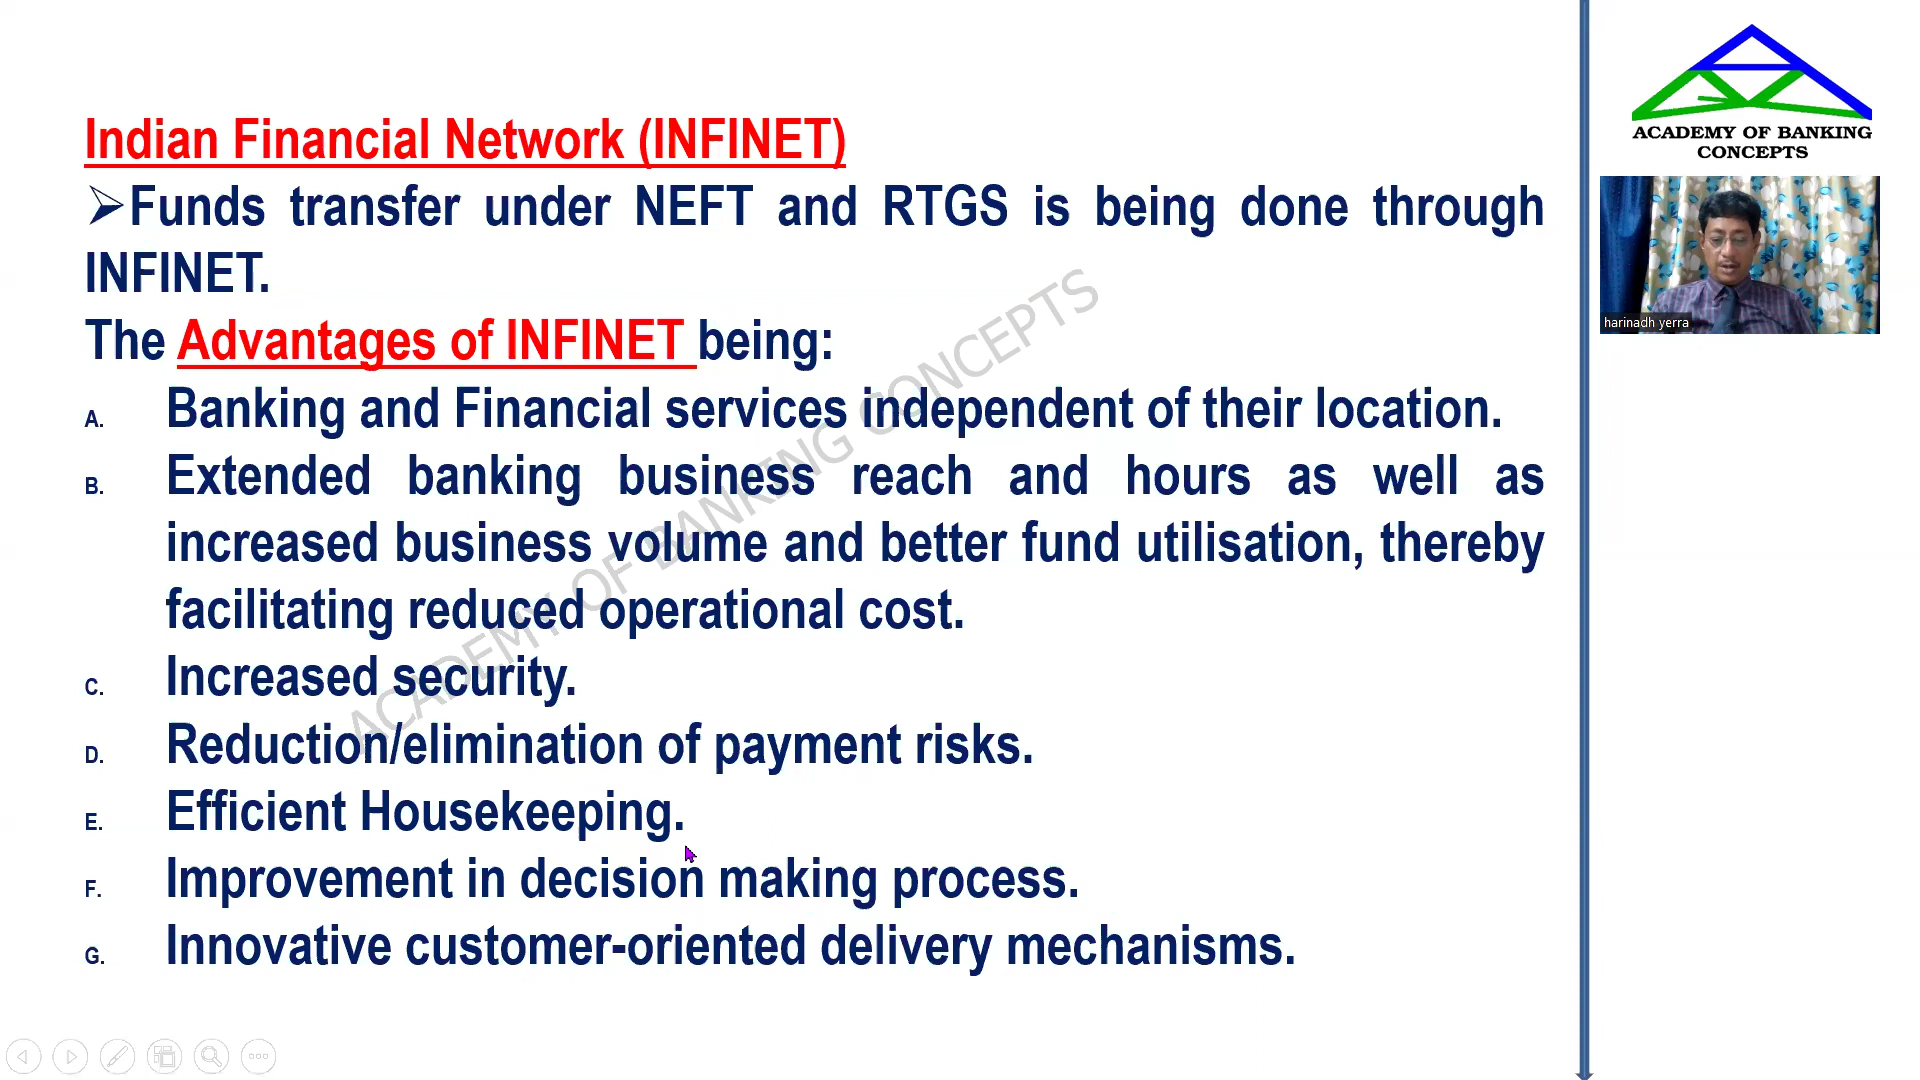 Indian Financial Network (INFINET)
➢Funds transfer under NEFT and RTGS is being done through
INFINET.
The Advantages of INFINET being:
A. Banking and Financial services independent of their location.
B. Extended banking business reach and hours as well as
increased business volume and better fund utilisation, thereby
facilitating reduced operational cost.
C. Increased security.
D. Reduction/elimination of payment risks.
E. Efficient Housekeeping.
F. Improvement in decision making process.
G. Innovative customer-oriented delivery mechanisms.
ACADEMY OF BANKING CONCEPTS
ACADEMY OF BANKING
CONCEPTS
harinadh yerra